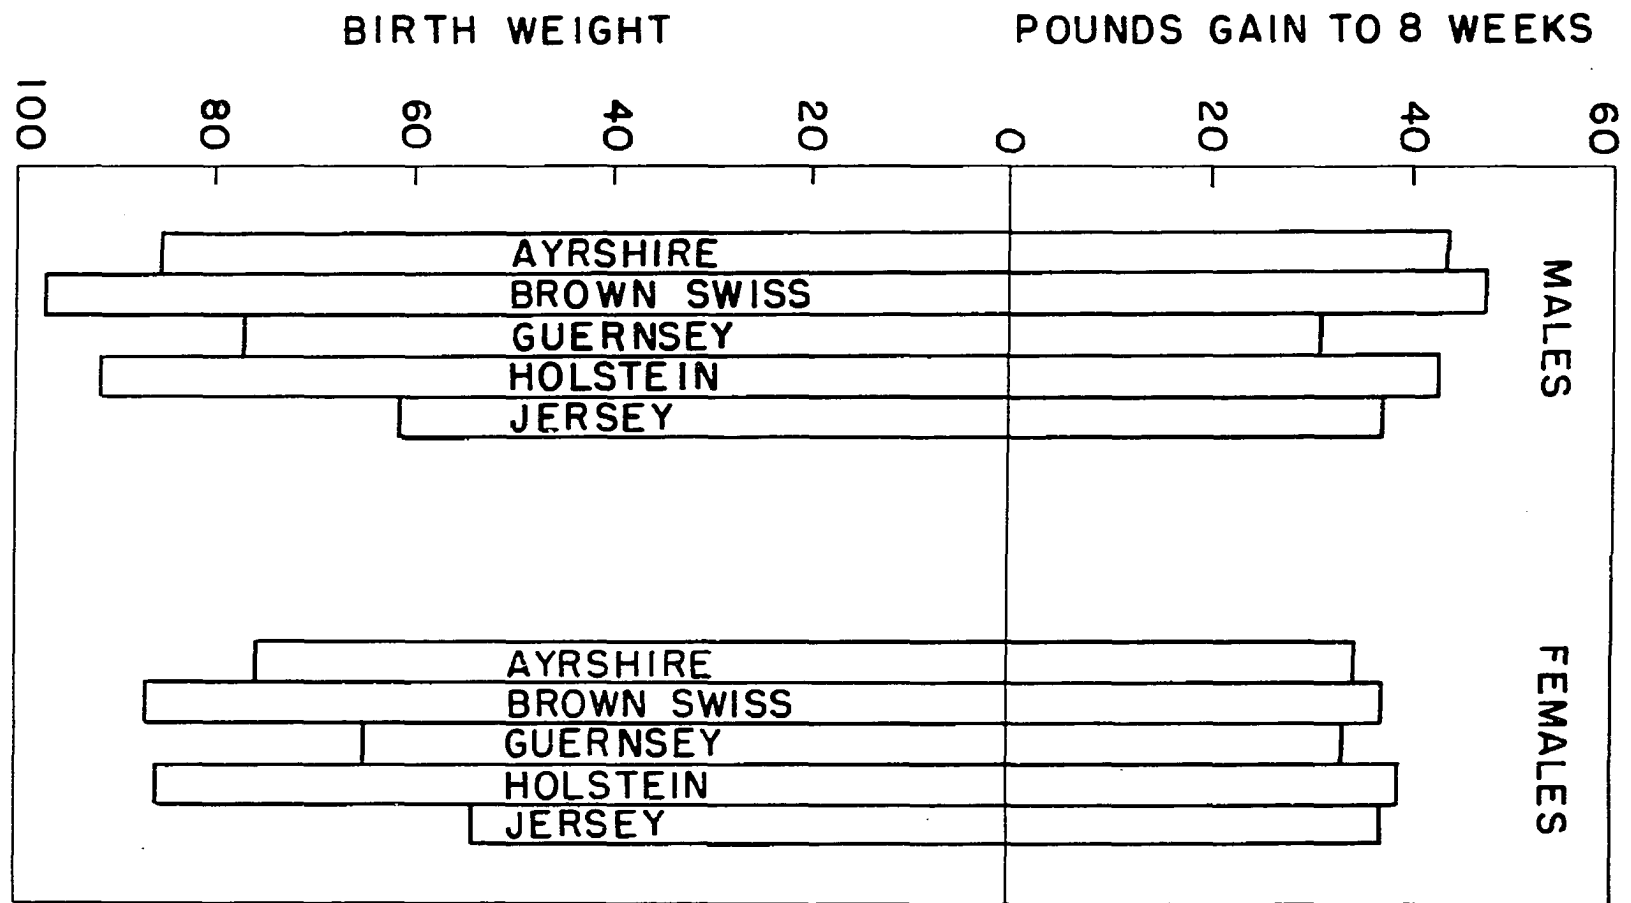 BIRTH WEIGHT POUNDS GAIN TO 8 WEEKS
100 80 60 40 20 0 20 40 60
MALES
AYRSHIRE
BROWN SWISS
GUERNSEY
HOLSTEIN
JERSEY
FEMALES
AYRSHIRE
BROWN SWISS
GUERNSEY
HOLSTEIN
JERSEY